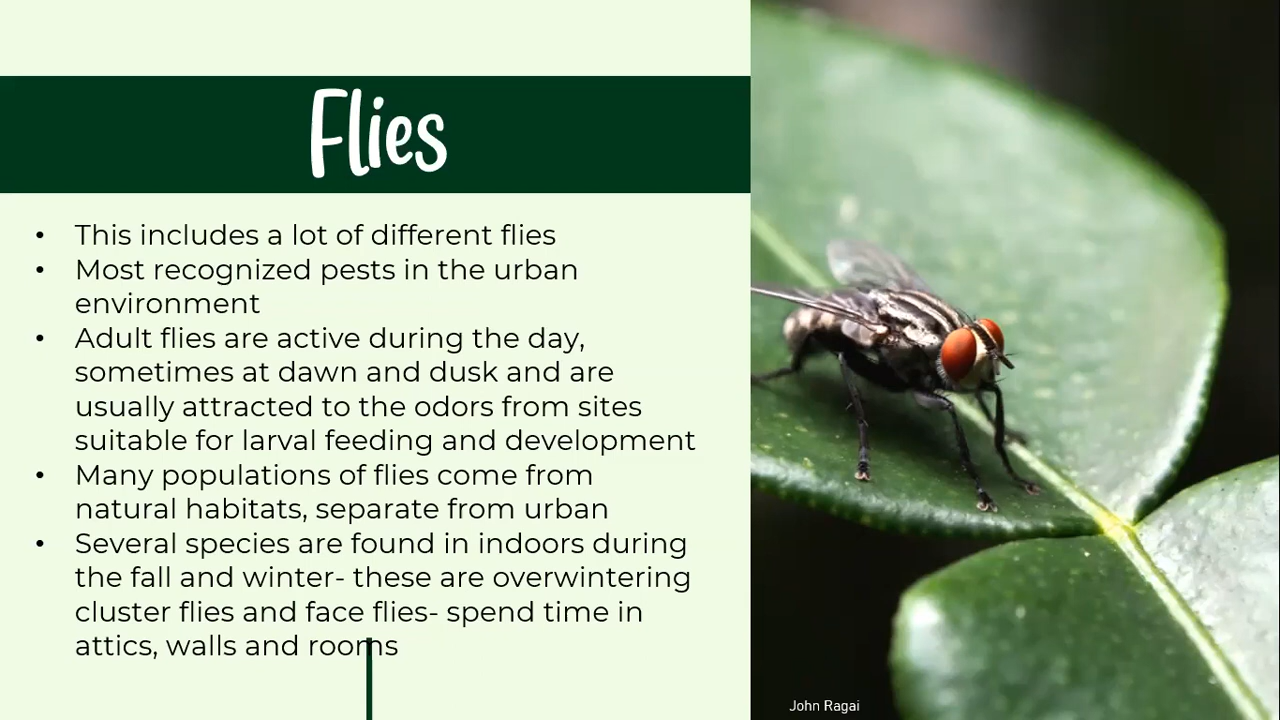 Flies
• This includes a lot of different flies
• Most recognized pests in the urban
environment
• Adult flies are active during the day,
sometimes at dawn and dusk and are
usually attracted to the odors from sites
suitable for larval feeding and development
• Many populations of flies come from
natural habitats, separate from urban
• Several species are found in indoors during
the fall and winter- these are overwintering
cluster flies and face flies- spend time in
attics, walls and rooms
John Ragai